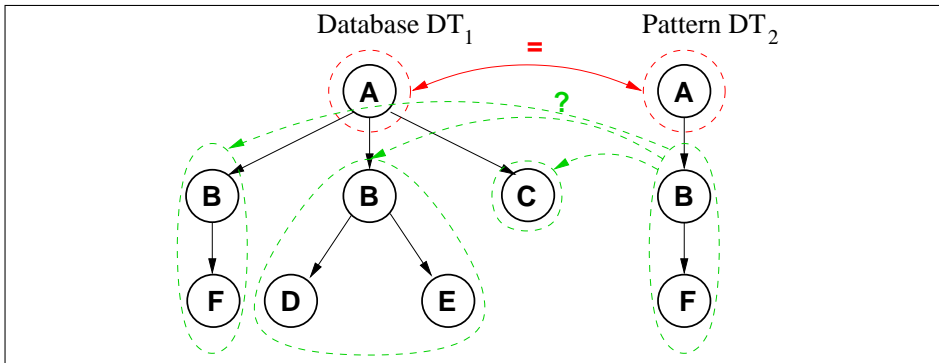 Database DT1 Pattern DT2
=
A A
?
B B C B
F D E F